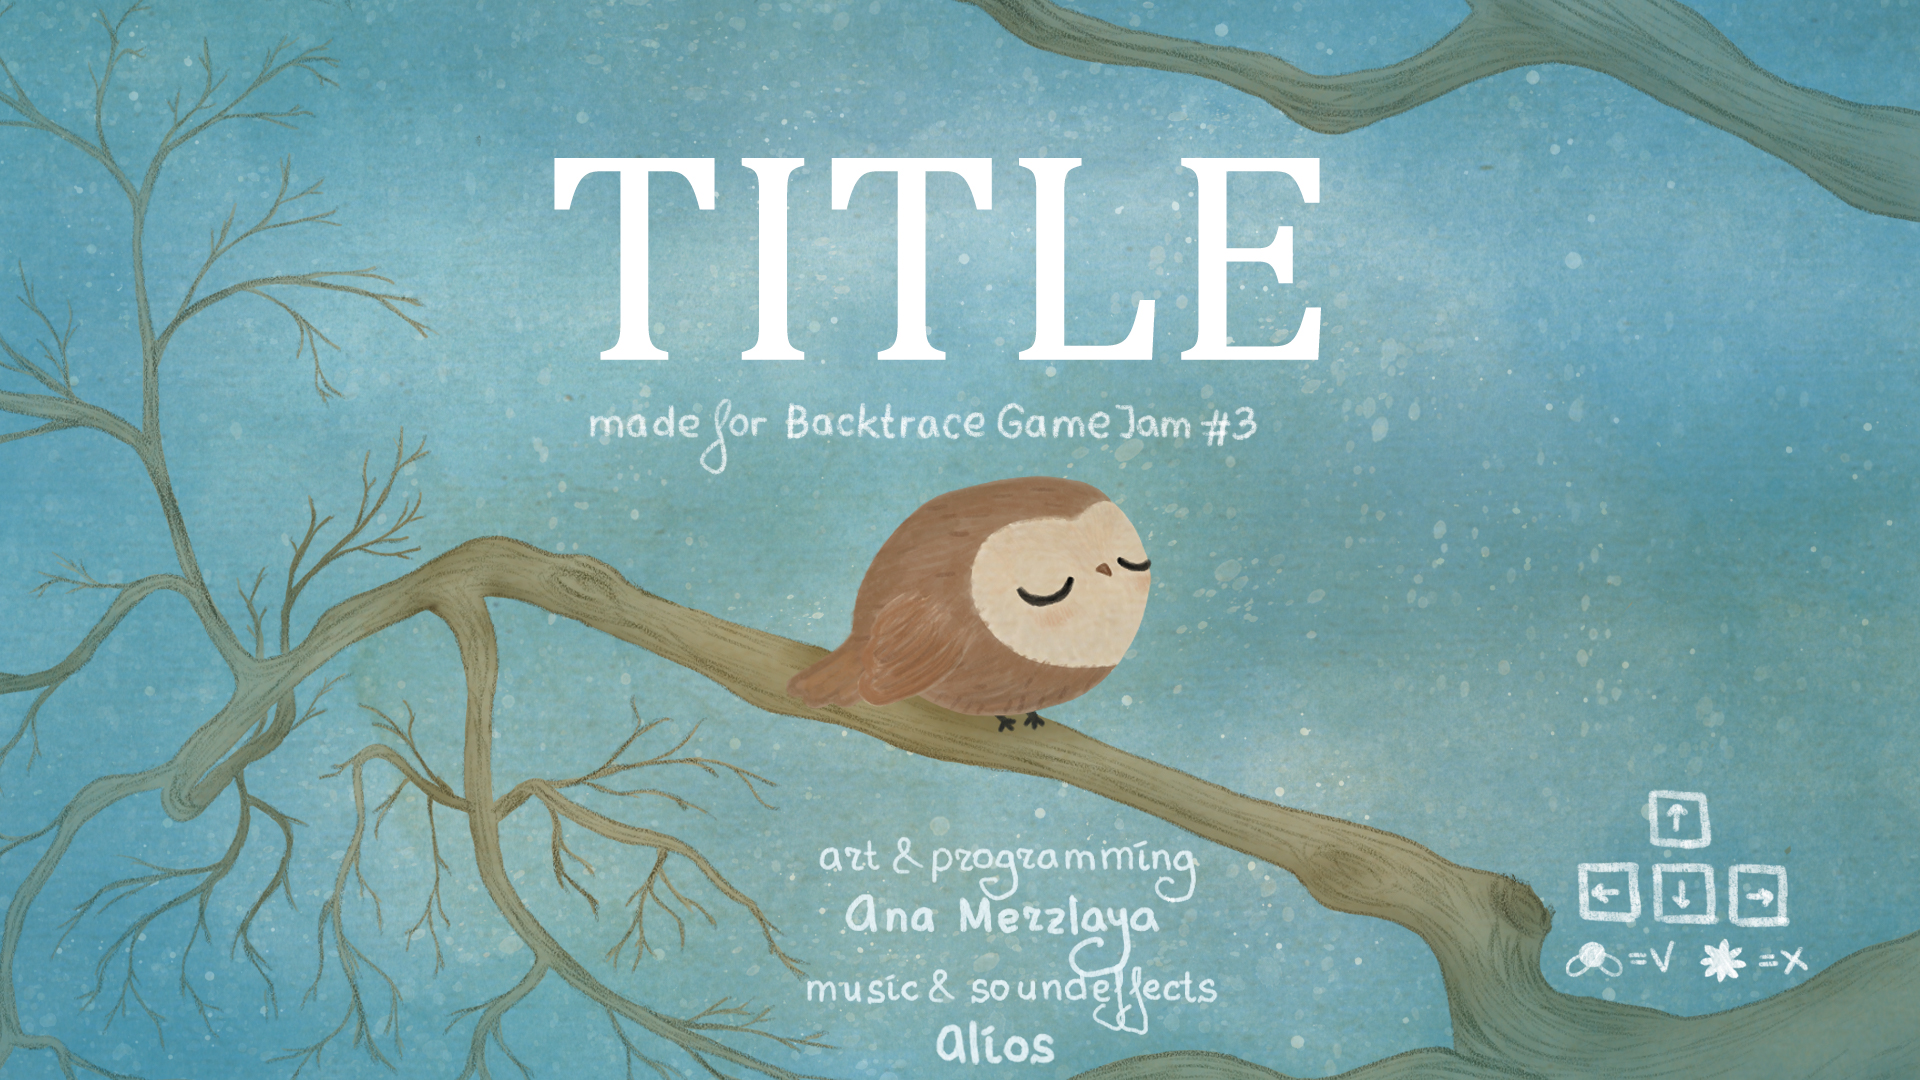 TITLE
made for Backtrace Game Jam #3
art & programming
Ana Merzlaya
music & soundeffects
Alios
↑
← ↓ →
=V =X